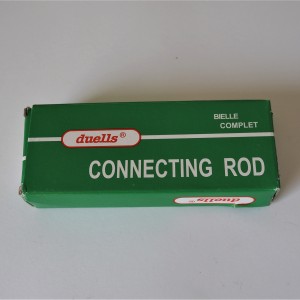 duells®
BIELLE
COMPLET
CONNECTING ROD
duells®